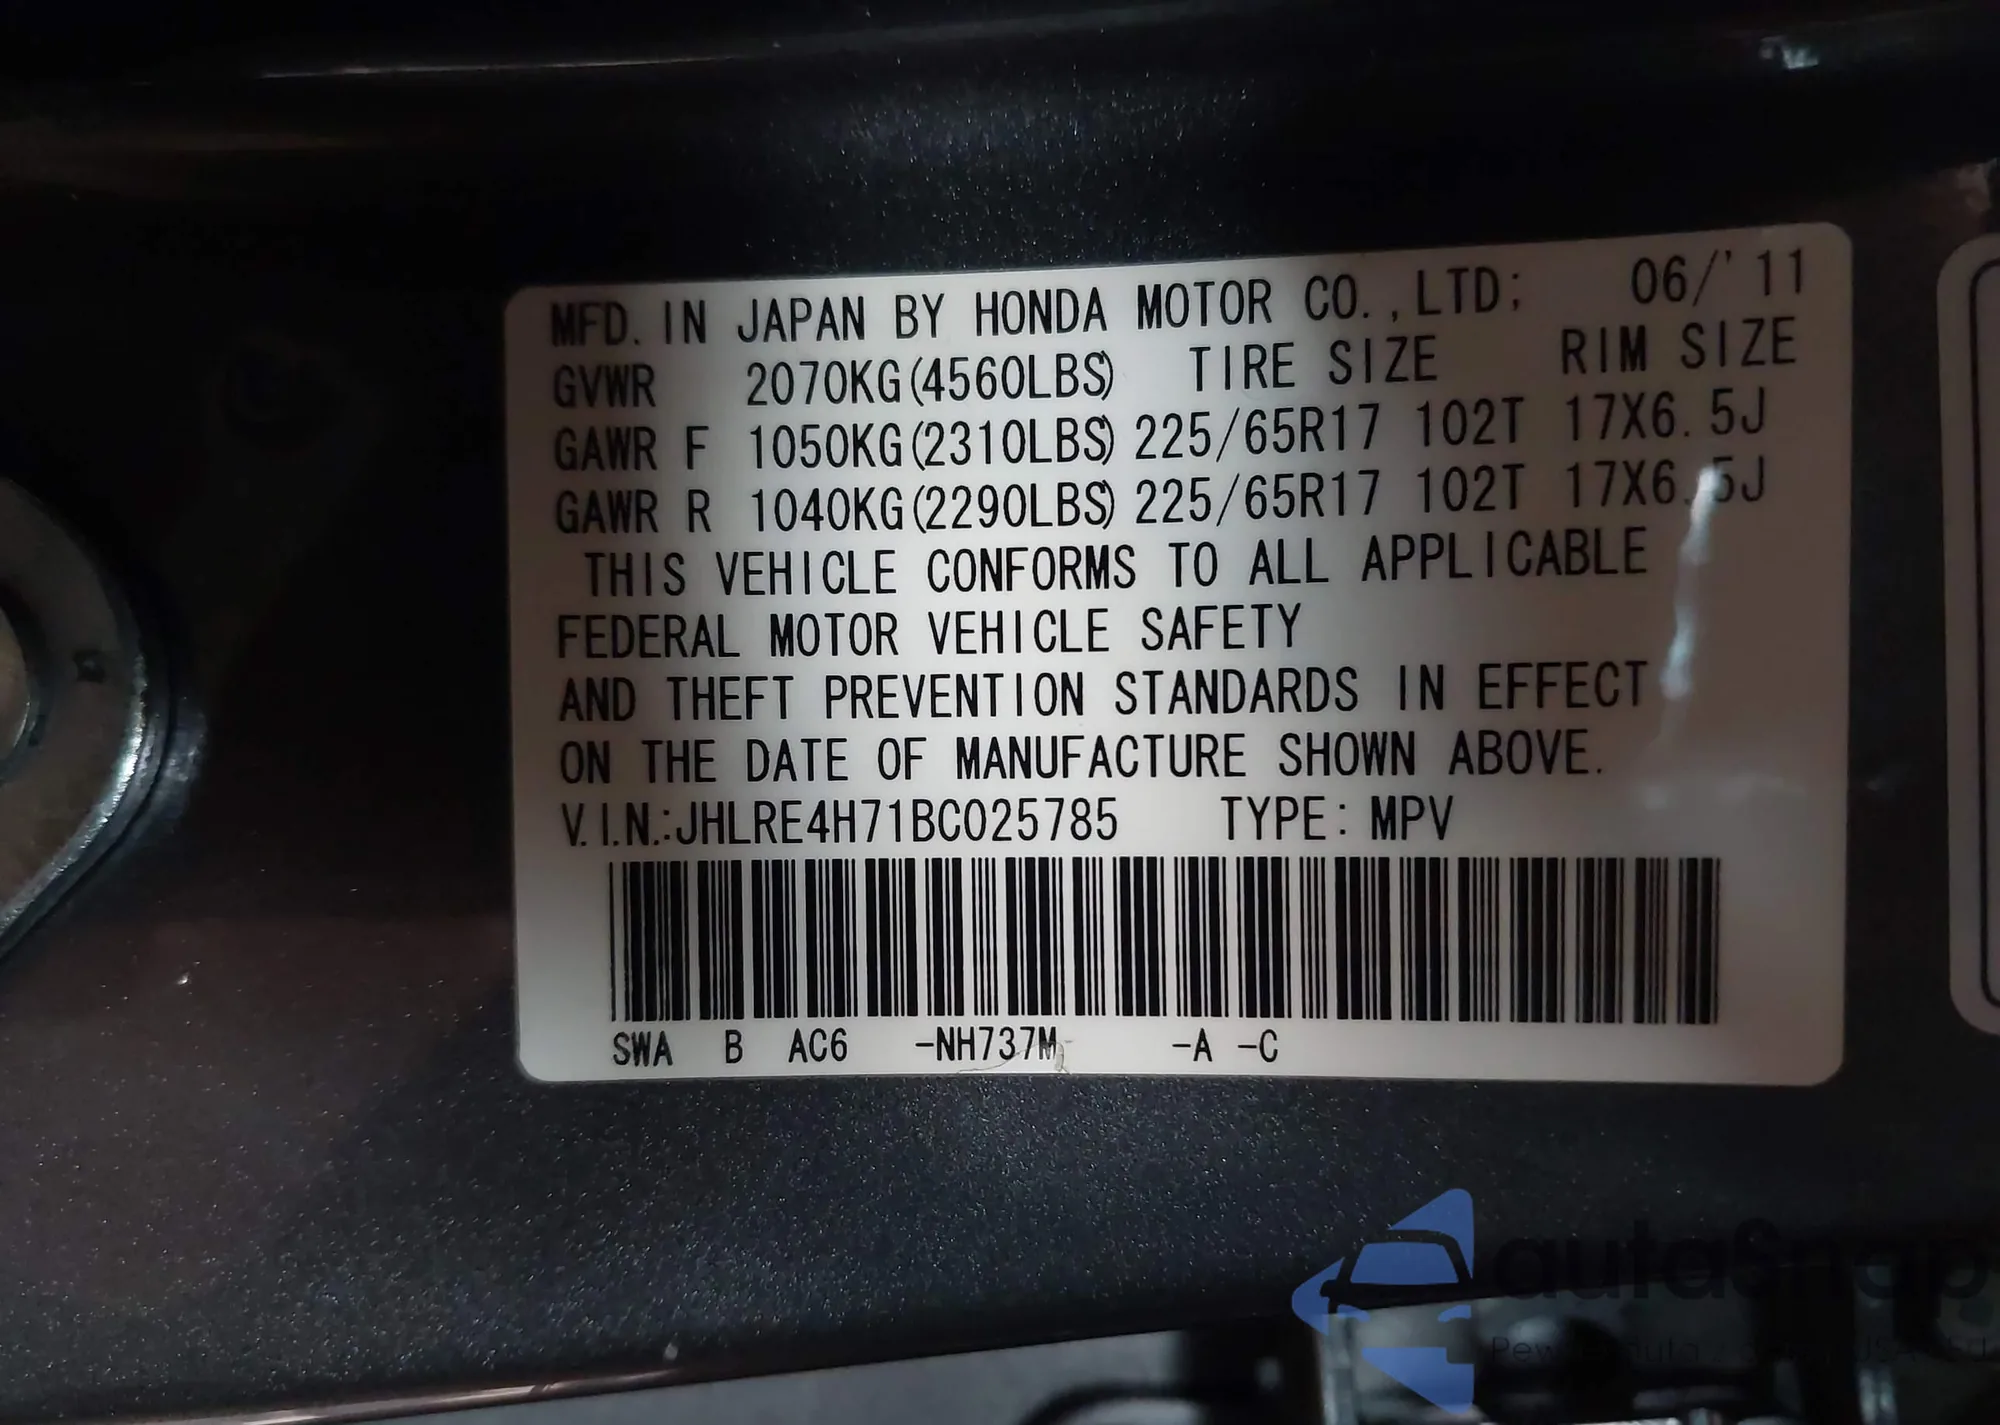 MFD. IN JAPAN BY HONDA MOTOR CO.,LTD; 06/'11
GVWR 2070KG(4560LBS) TIRE SIZE RIM SIZE
GAWR F 1050KG(2310LBS) 225/65R17 102T 17X6.5J
GAWR R 1040KG(2290LBS) 225/65R17 102T 17X6.5J
THIS VEHICLE CONFORMS TO ALL APPLICABLE
FEDERAL MOTOR VEHICLE SAFETY
AND THEFT PREVENTION STANDARDS IN EFFECT
ON THE DATE OF MANUFACTURE SHOWN ABOVE.
V.I.N.:JHLRE4H71BC025785 TYPE: MPV
SWA B AC6 -NH737M -A -C
autasnap